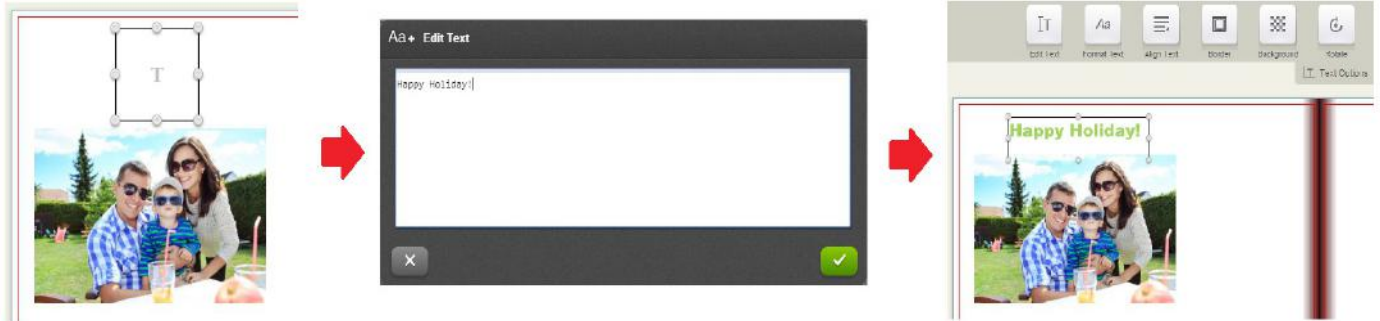 T
Aa+ Edit Text
Happy Holiday!
Edit Text
Format Text
Align Text
Border
Background
Rotate
Text Options
Happy Holiday!